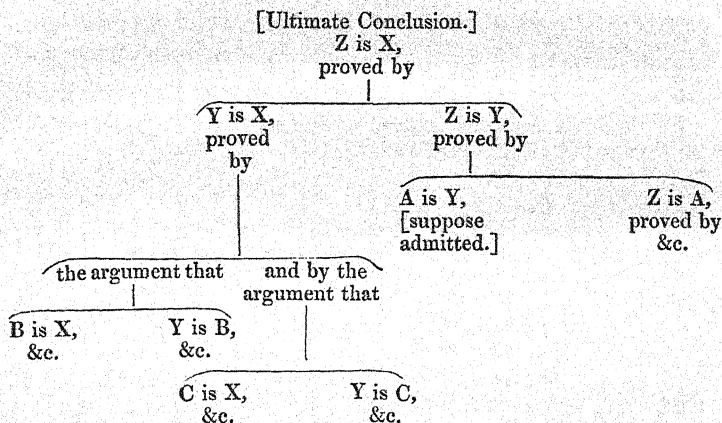 [Ultimate Conclusion.]
Z is X,
proved by
Y is X,
proved
by
Z is Y,
proved by
A is Y,
[suppose
admitted.]
Z is A,
proved by
&c.
the argument that
and by the
argument that
B is X,
&c.
Y is B,
&c.
C is X,
&c.
Y is C,
&c.